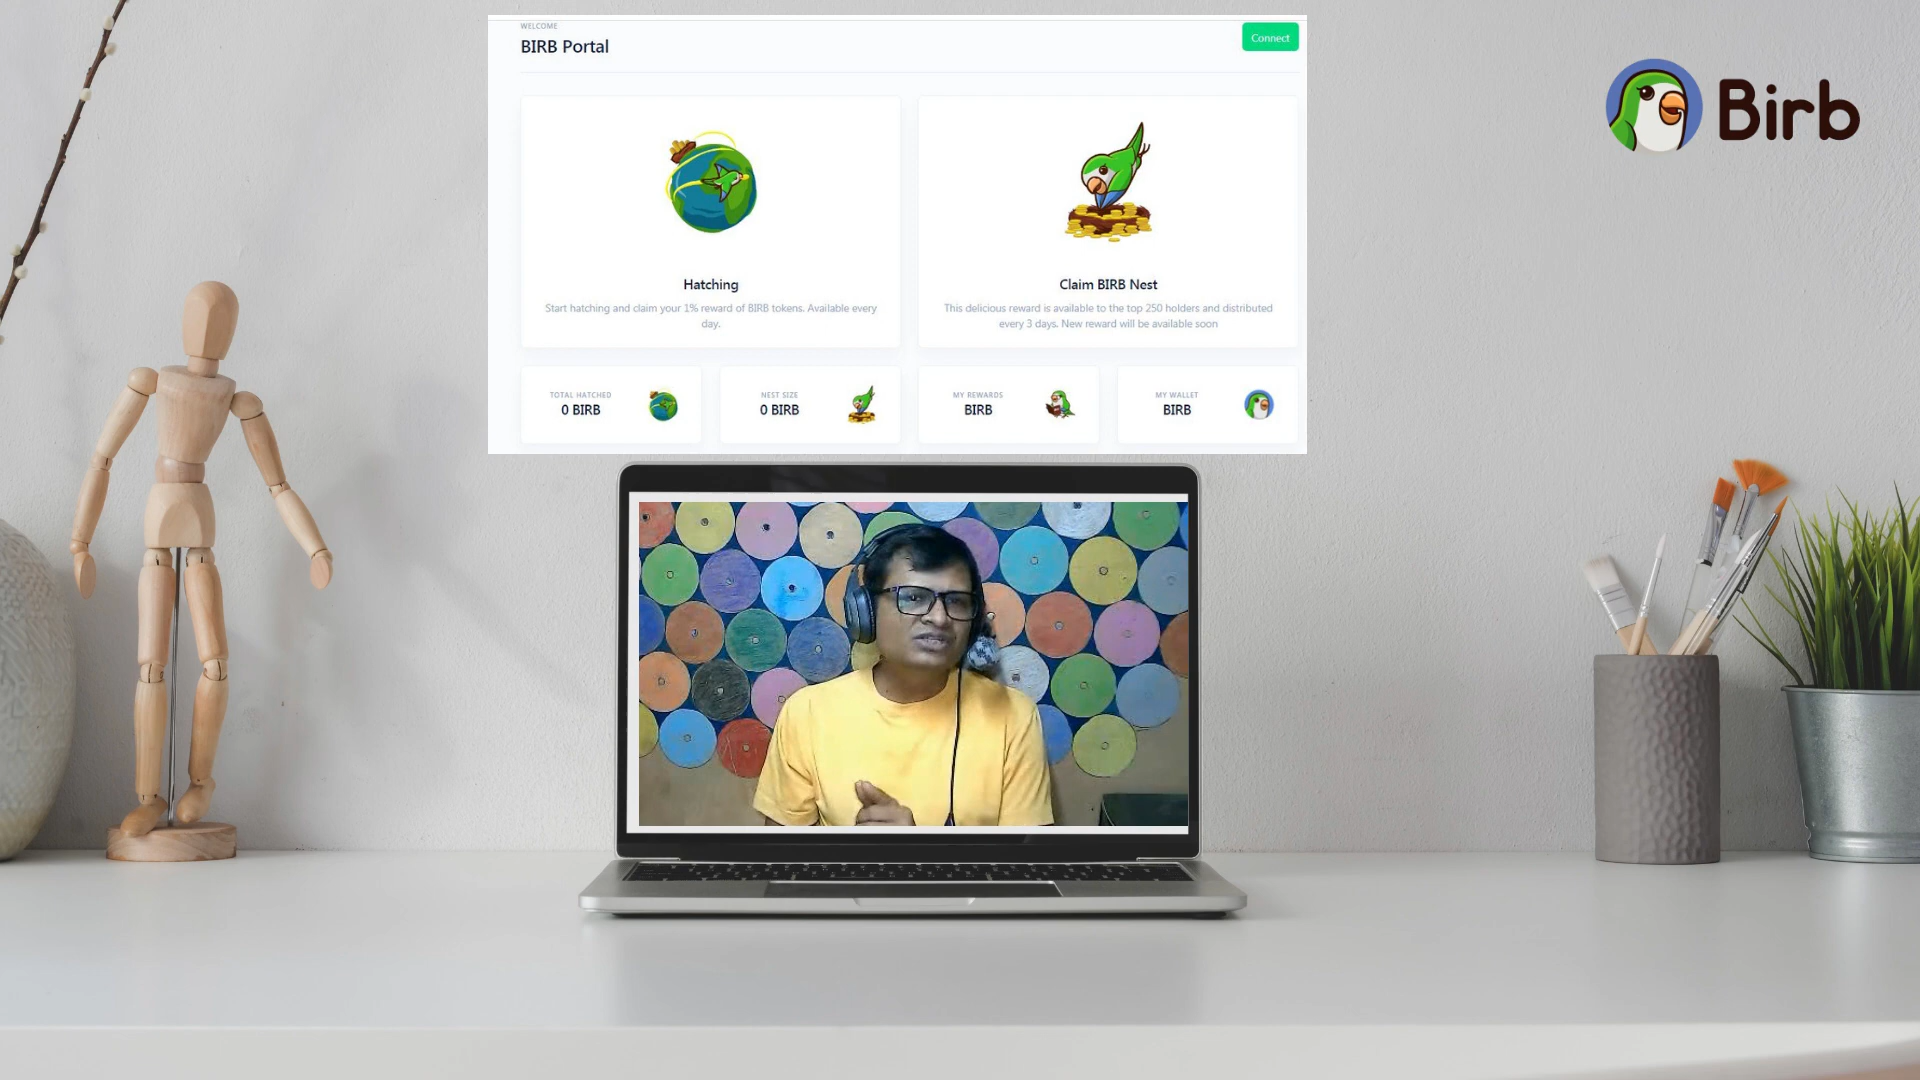 WELCOME
BIRB Portal
Connect
Birb
Hatching
Start hatching and claim your 1% reward of BIRB tokens. Available every
day.
Claim BIRB Nest
This delicious reward is available to the top 250 holders and distributed
every 3 days. New reward will be available soon
TOTAL HATCHED
0 BIRB
NEST SIZE
0 BIRB
MY REWARDS
BIRB
MY WALLET
BIRB